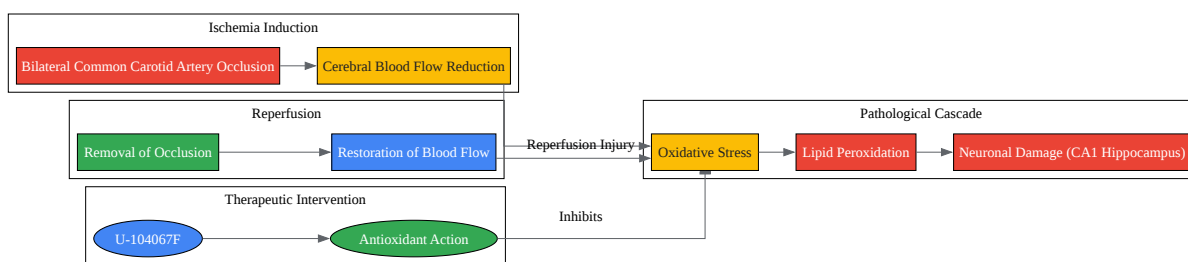 Ischemia Induction
Bilateral Common Carotid Artery Occlusion
Cerebral Blood Flow Reduction
Reperfusion
Removal of Occlusion
Restoration of Blood Flow
Reperfusion Injury
Pathological Cascade
Oxidative Stress
Lipid Peroxidation
Neuronal Damage (CA1 Hippocampus)
Therapeutic Intervention
U-104067F
Antioxidant Action
Inhibits